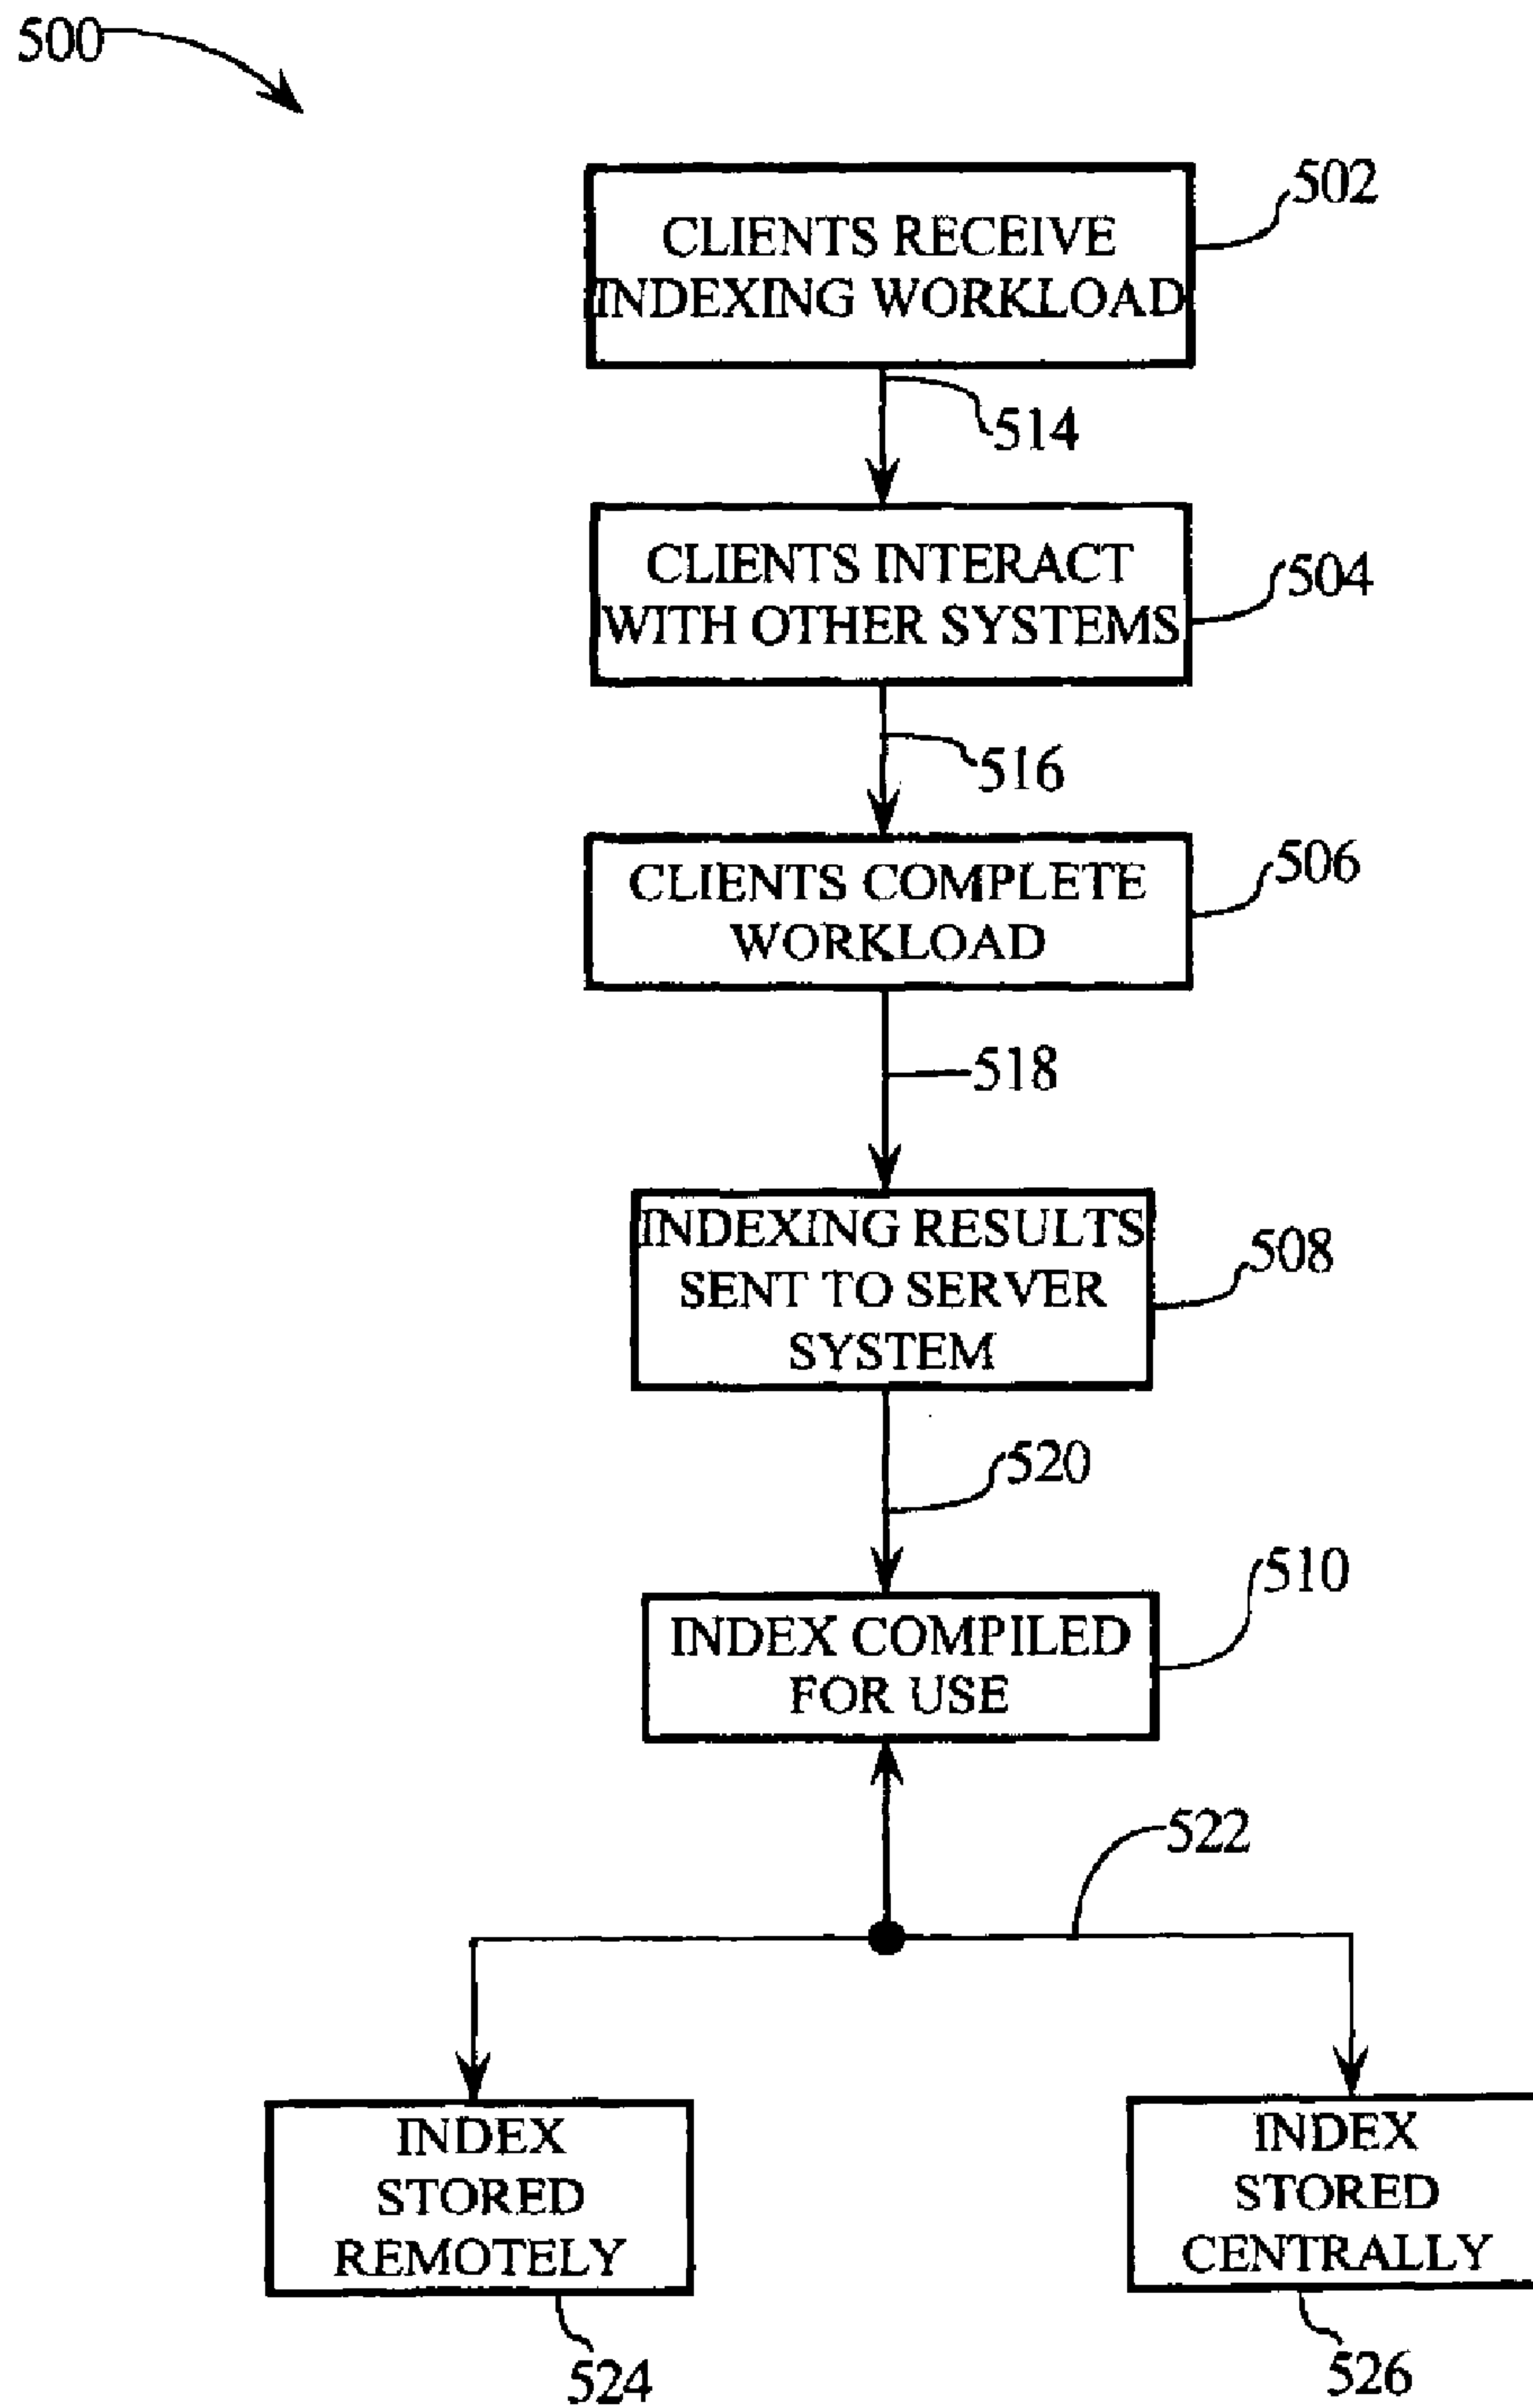 500
502
CLIENTS RECEIVE
INDEXING WORKLOAD
514
CLIENTS INTERACT
WITH OTHER SYSTEMS
504
516
CLIENTS COMPLETE
WORKLOAD
506
518
INDEXING RESULTS
SENT TO SERVER
SYSTEM
508
520
510
INDEX COMPILED
FOR USE
522
INDEX
STORED
REMOTELY
INDEX
STORED
CENTRALLY
524
526